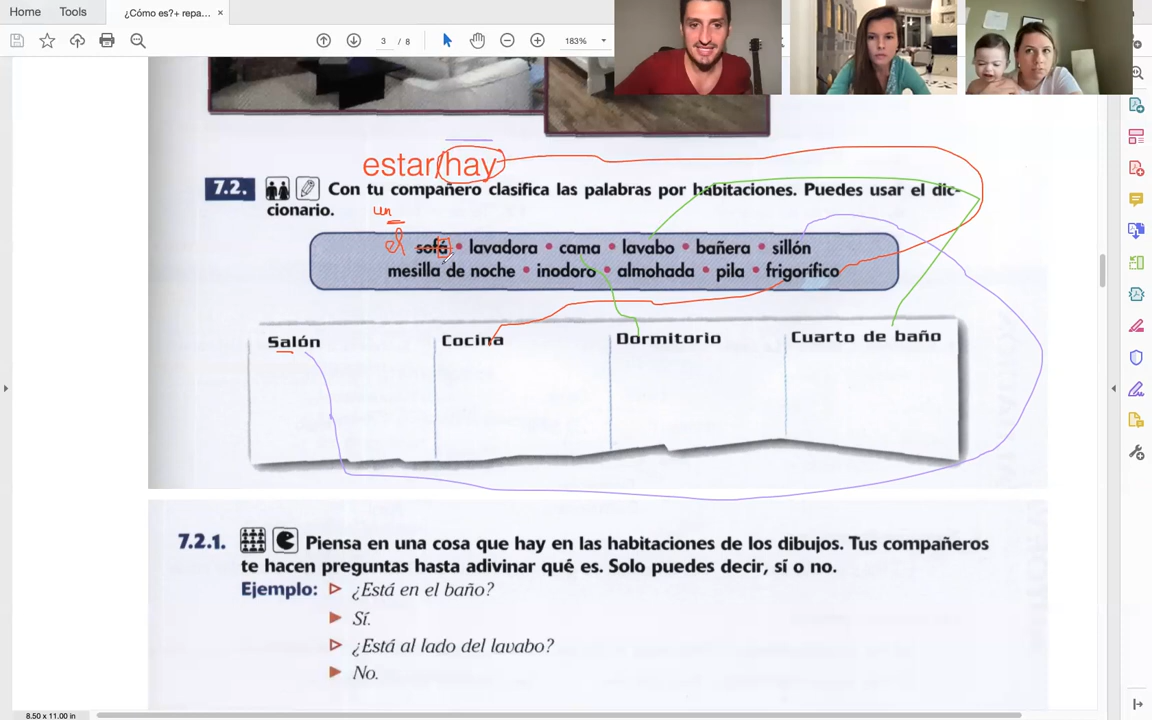 Home Tools ¿Cómo es?+ repa... ×
3 / 8 183%
estar/hay
7.2. Con tu compañero clasifica las palabras por habitaciones. Puedes usar el dic-
cionario.
un
el sofá • lavadora • cama • lavabo • bañera • sillón
mesilla de noche • inodoro • almohada • pila • frigorífico
Salón Cocina Dormitorio Cuarto de baño
7.2.1. Piensa en una cosa que hay en las habitaciones de los dibujos. Tus compañeros
te hacen preguntas hasta adivinar qué es. Solo puedes decir, sí o no.
Ejemplo: ¿Está en el baño?
Sí.
¿Está al lado del lavabo?
No.
8.50 x 11.00 in